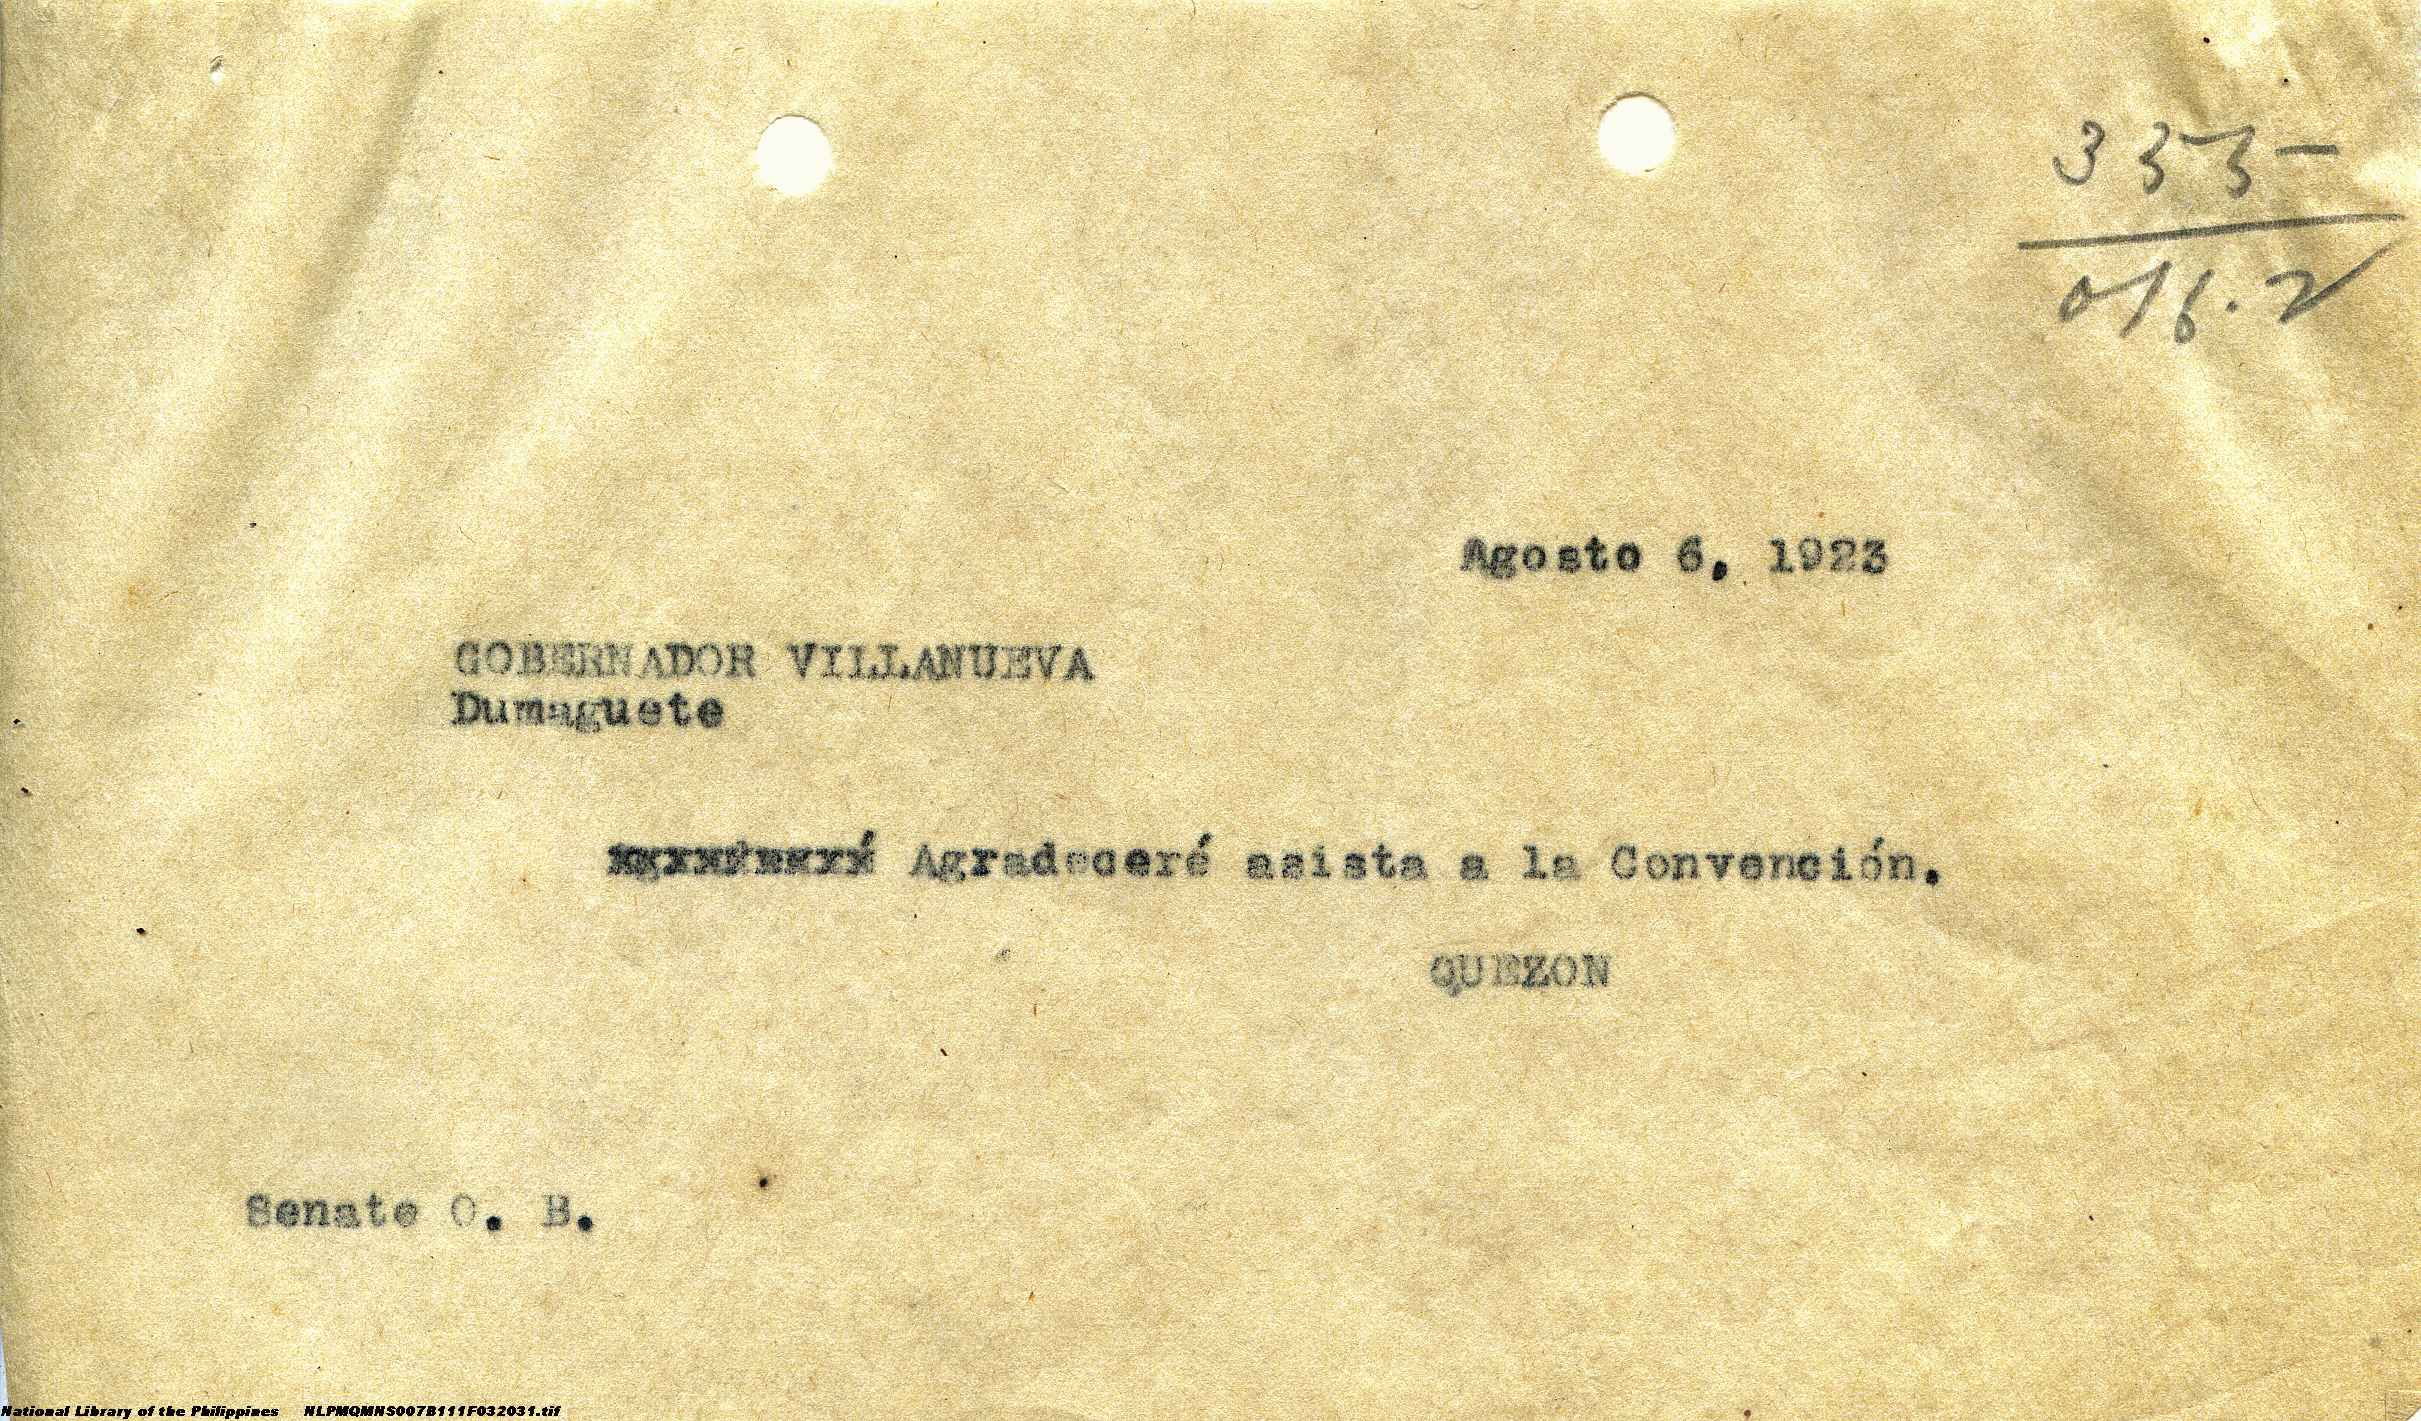 335-
016.2
Agosto 6, 1923
GOBERNADOR VILLANUEVA
Dumaguete
Agradeceré asista a la Convención.
QUEZON
Senate O. B.
National Library of the Philippines NLPMQMNS007B111F032031.tif